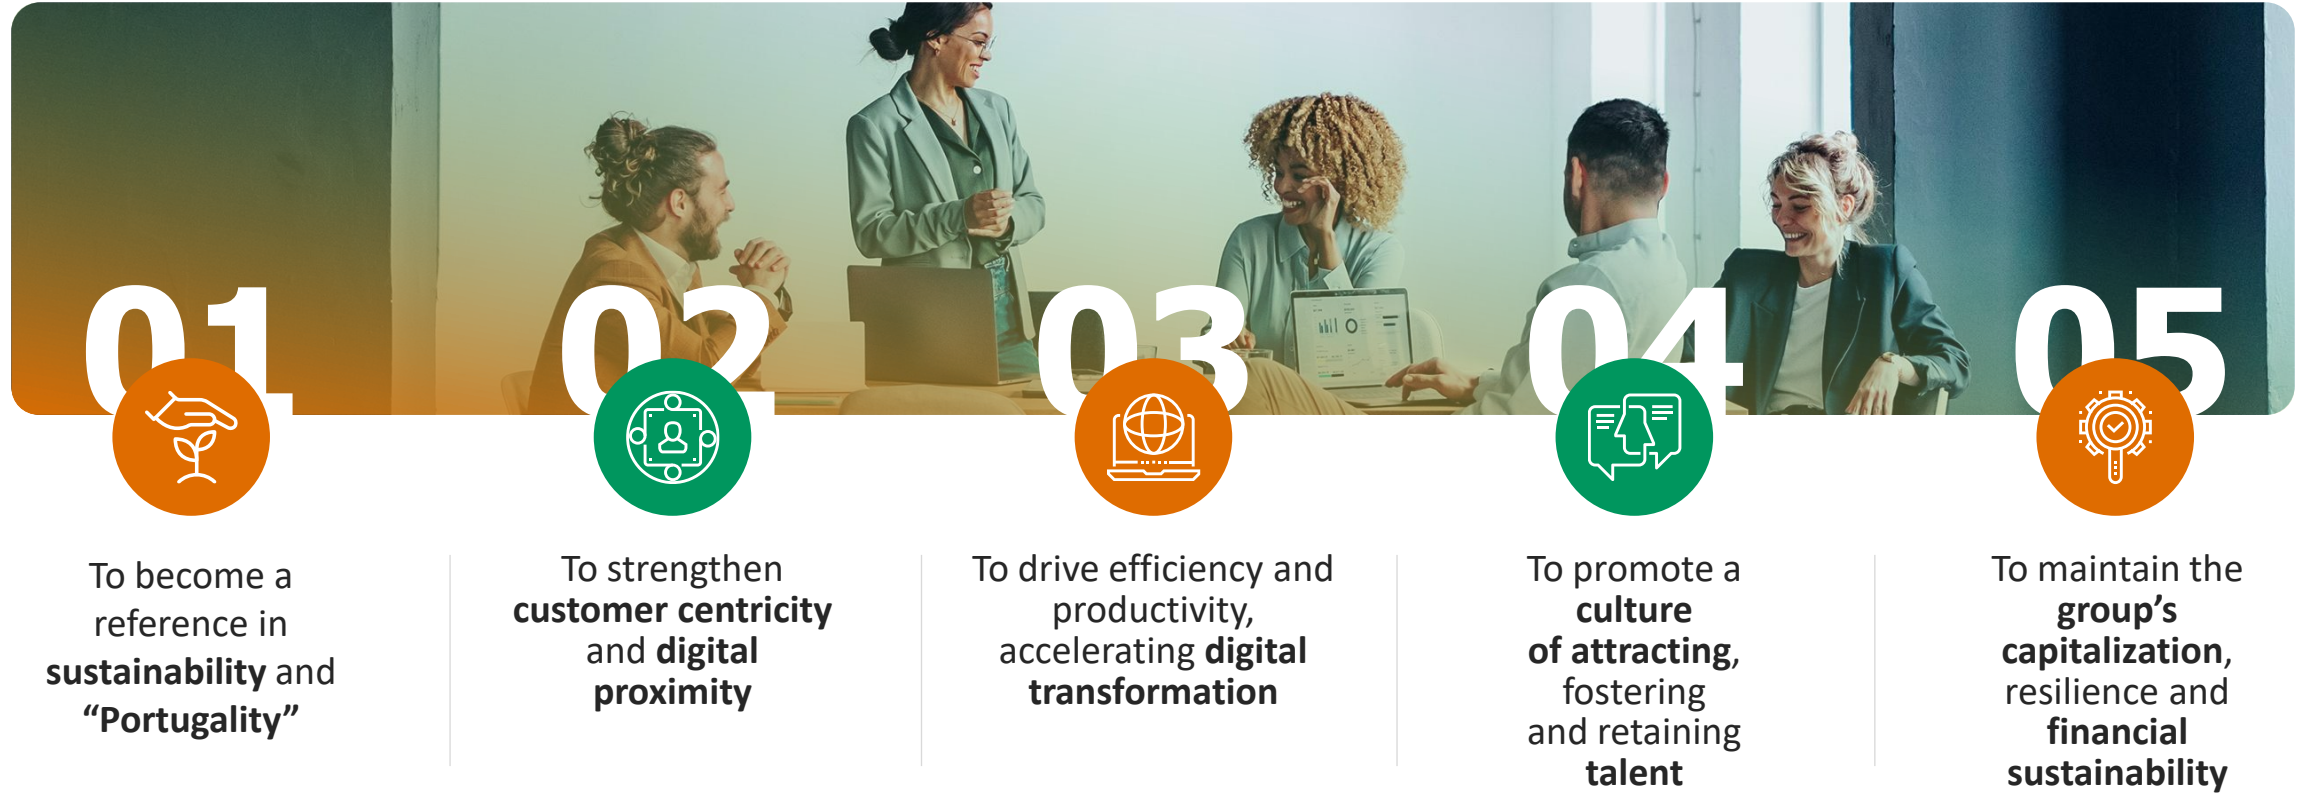 01
To become a
reference in
sustainability and
“Portugality”
02
To strengthen
customer centricity
and digital
proximity
03
To drive efficiency and
productivity,
accelerating digital
transformation
04
To promote a
culture
of attracting,
fostering
and retaining
talent
05
To maintain the
group’s
capitalization,
resilience and
financial
sustainability